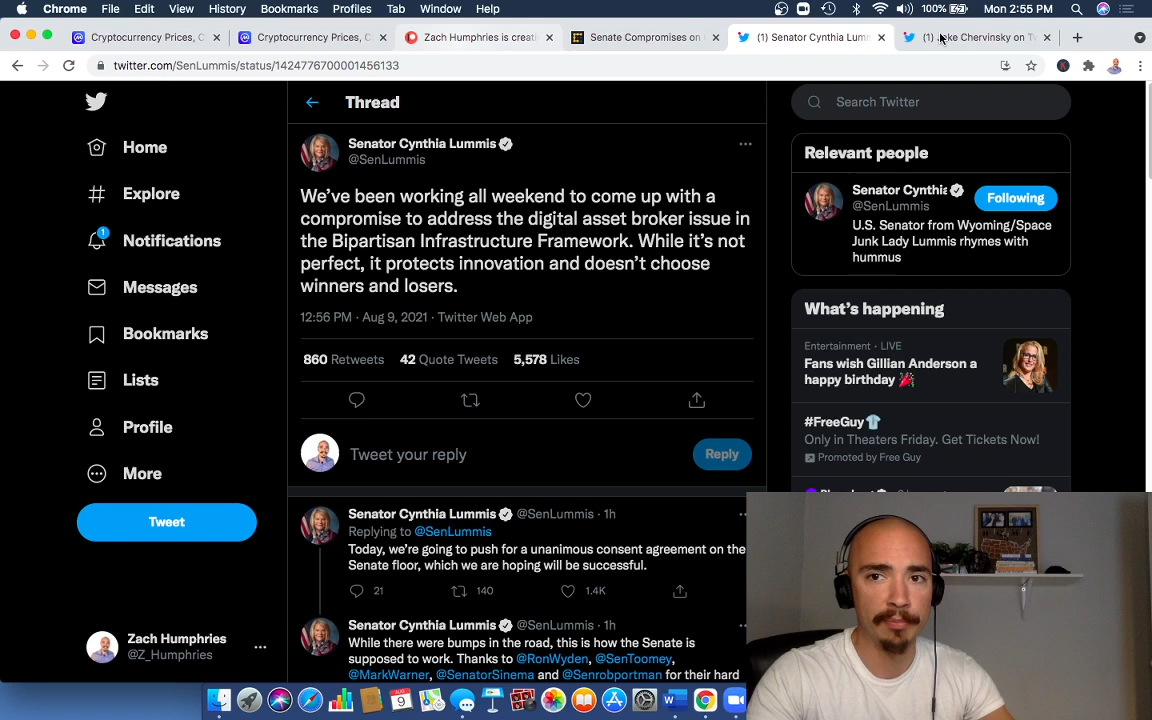 Chrome File Edit View History Bookmarks Profiles Tab Window Help 100% Mon 2:55 PM
Cryptocurrency Prices, C Cryptocurrency Prices, C Zach Humphries is creati Senate Compromises on (1) Senator Cynthia Lumm (1) Jake Chervinsky on Tw
twitter.com/SenLummis/status/1424776700001456133
Thread
Search Twitter
Home
Explore
1
Notifications
Messages
Bookmarks
Lists
Profile
More
Tweet
Zach Humphries
@Z_Humphries
Senator Cynthia Lummis
@SenLummis
We've been working all weekend to come up with a
compromise to address the digital asset broker issue in
the Bipartisan Infrastructure Framework. While it's not
perfect, it protects innovation and doesn't choose
winners and losers.
12:56 PM · Aug 9, 2021 · Twitter Web App
860 Retweets 42 Quote Tweets 5,578 Likes
Tweet your reply
Reply
Senator Cynthia Lummis @SenLummis · 1h
Replying to @SenLummis
Today, we're going to push for a unanimous consent agreement on the
Senate floor, which we are hoping will be successful.
21 140 1.4K
Senator Cynthia Lummis @SenLummis · 1h
While there were bumps in the road, this is how the Senate is
supposed to work. Thanks to @RonWyden, @SenToomey,
@MarkWarner, @SenatorSinema and @Senrobportman for their hard
Relevant people
Senator Cynthia
@SenLummis
Following
U.S. Senator from Wyoming/Space
Junk Lady Lummis rhymes with
hummus
What's happening
Entertainment · LIVE
Fans wish Gillian Anderson a
happy birthday
#FreeGuy
Only in Theaters Friday. Get Tickets Now!
Promoted by Free Guy
AUG
9